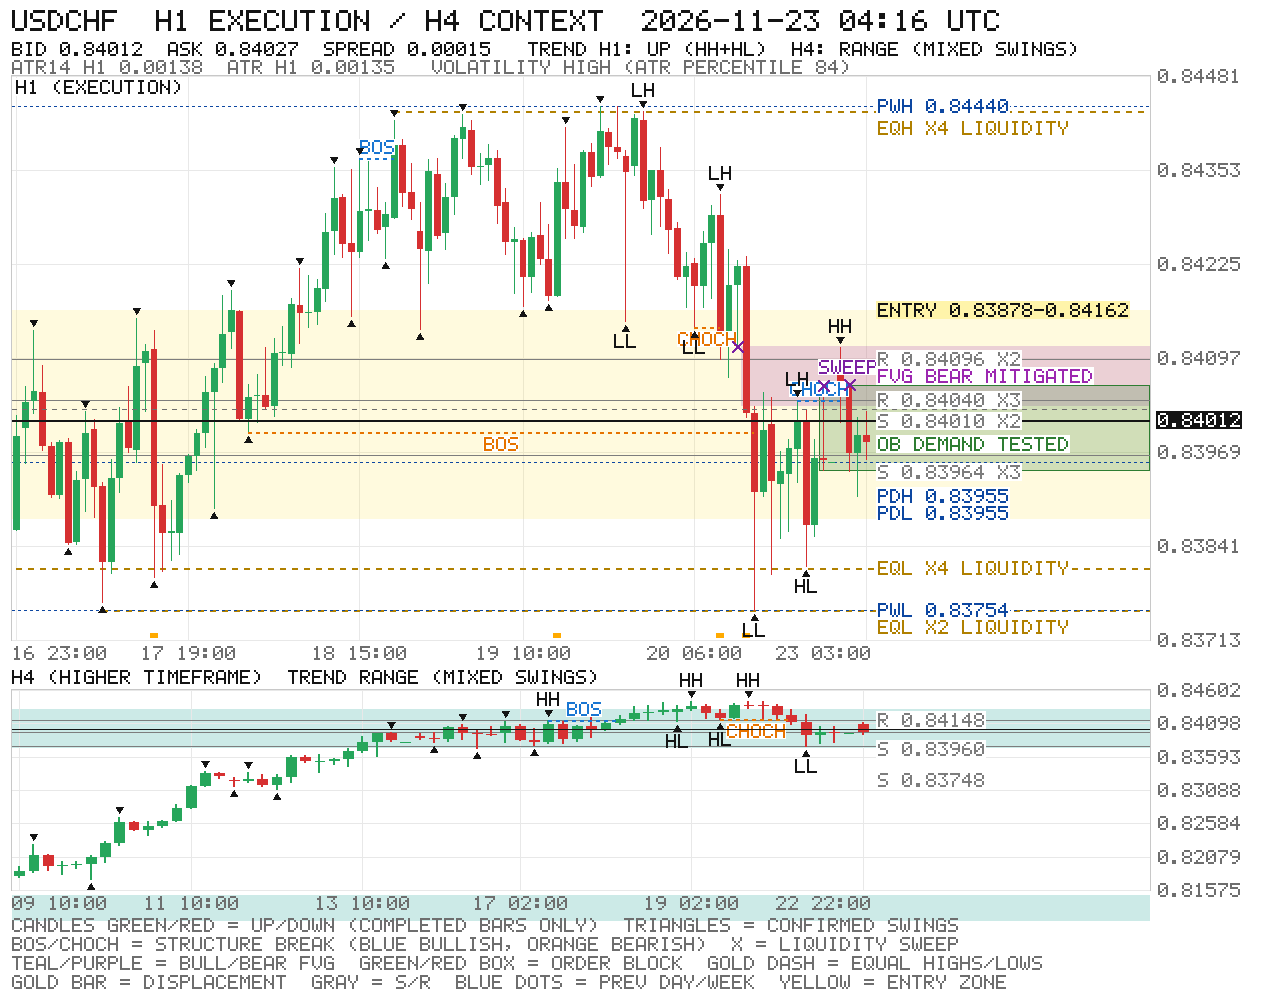 USDCHF H1 EXECUTION / H4 CONTEXT 2026-11-23 04:16 UTC
BID 0.84012 ASK 0.84027 SPREAD 0.00015 TREND H1: UP (HH+HL) H4: RANGE (MIXED SWINGS)
ATR14 H1 0.00138 ATR H1 0.00135 VOLATILITY HIGH (ATR PERCENTILE 84)
H1 (EXECUTION)
0.84481
LH
PWH 0.84440
EQH X4 LIQUIDITY
BOS
0.84353
LH
0.84225
ENTRY 0.83878-0.84162
HH
CHOCH
LL
LL
R 0.84096 X2
0.84097
SWEEP
FVG BEAR MITIGATED
LH
CHOCH
R 0.84040 X3
S 0.84010 X2
0.84012
BOS
OB DEMAND TESTED
0.83969
S 0.83964 X3
PDH 0.83955
PDL 0.83955
0.83841
EQL X4 LIQUIDITY
HL
PWL 0.83754
EQL X2 LIQUIDITY
LL
0.83713
16 23:00 17 19:00 18 15:00 19 10:00 20 06:00 23 03:00
H4 (HIGHER TIMEFRAME) TREND RANGE (MIXED SWINGS)
HH HH
0.84602
HH
BOS
R 0.84148
0.84098
CHOCH
HL HL
S 0.83960
0.83593
LL
S 0.83748
0.83088
0.82584
0.82079
0.81575
09 10:00 11 10:00 13 10:00 17 02:00 19 02:00 22 22:00
CANDLES GREEN/RED = UP/DOWN (COMPLETED BARS ONLY) TRIANGLES = CONFIRMED SWINGS
BOS/CHOCH = STRUCTURE BREAK (BLUE BULLISH, ORANGE BEARISH) X = LIQUIDITY SWEEP
TEAL/PURPLE = BULL/BEAR FVG GREEN/RED BOX = ORDER BLOCK GOLD DASH = EQUAL HIGHS/LOWS
GOLD BAR = DISPLACEMENT GRAY = S/R BLUE DOTS = PREV DAY/WEEK YELLOW = ENTRY ZONE